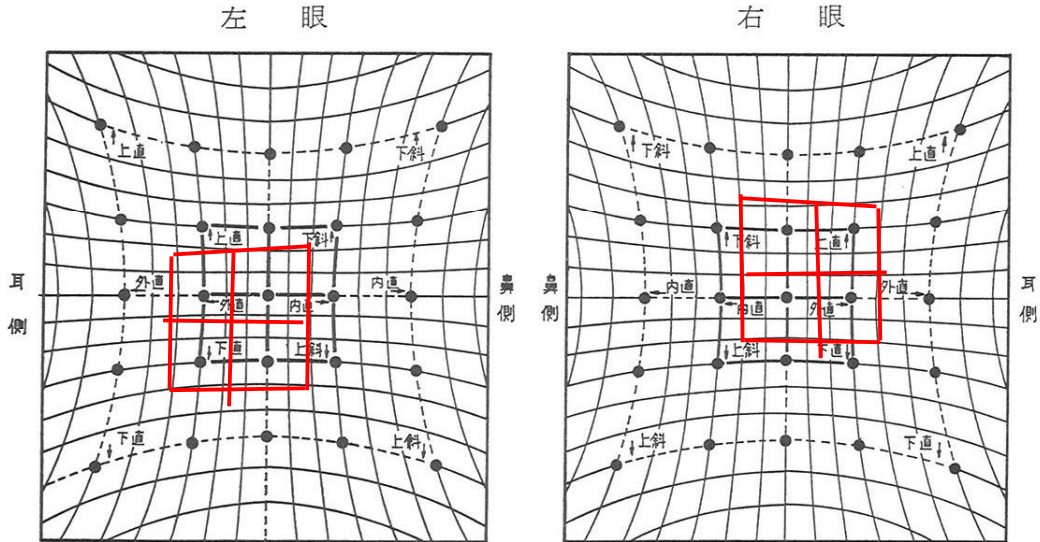 左眼 右眼
上直 下斜 下斜 上直
上直 下斜 下斜 上直
耳側 外直 内直 鼻側 鼻側 内直 外直 耳側
外直 内直 内直 外直
下直 上斜 上斜 下直
下直 上斜 上斜 下直